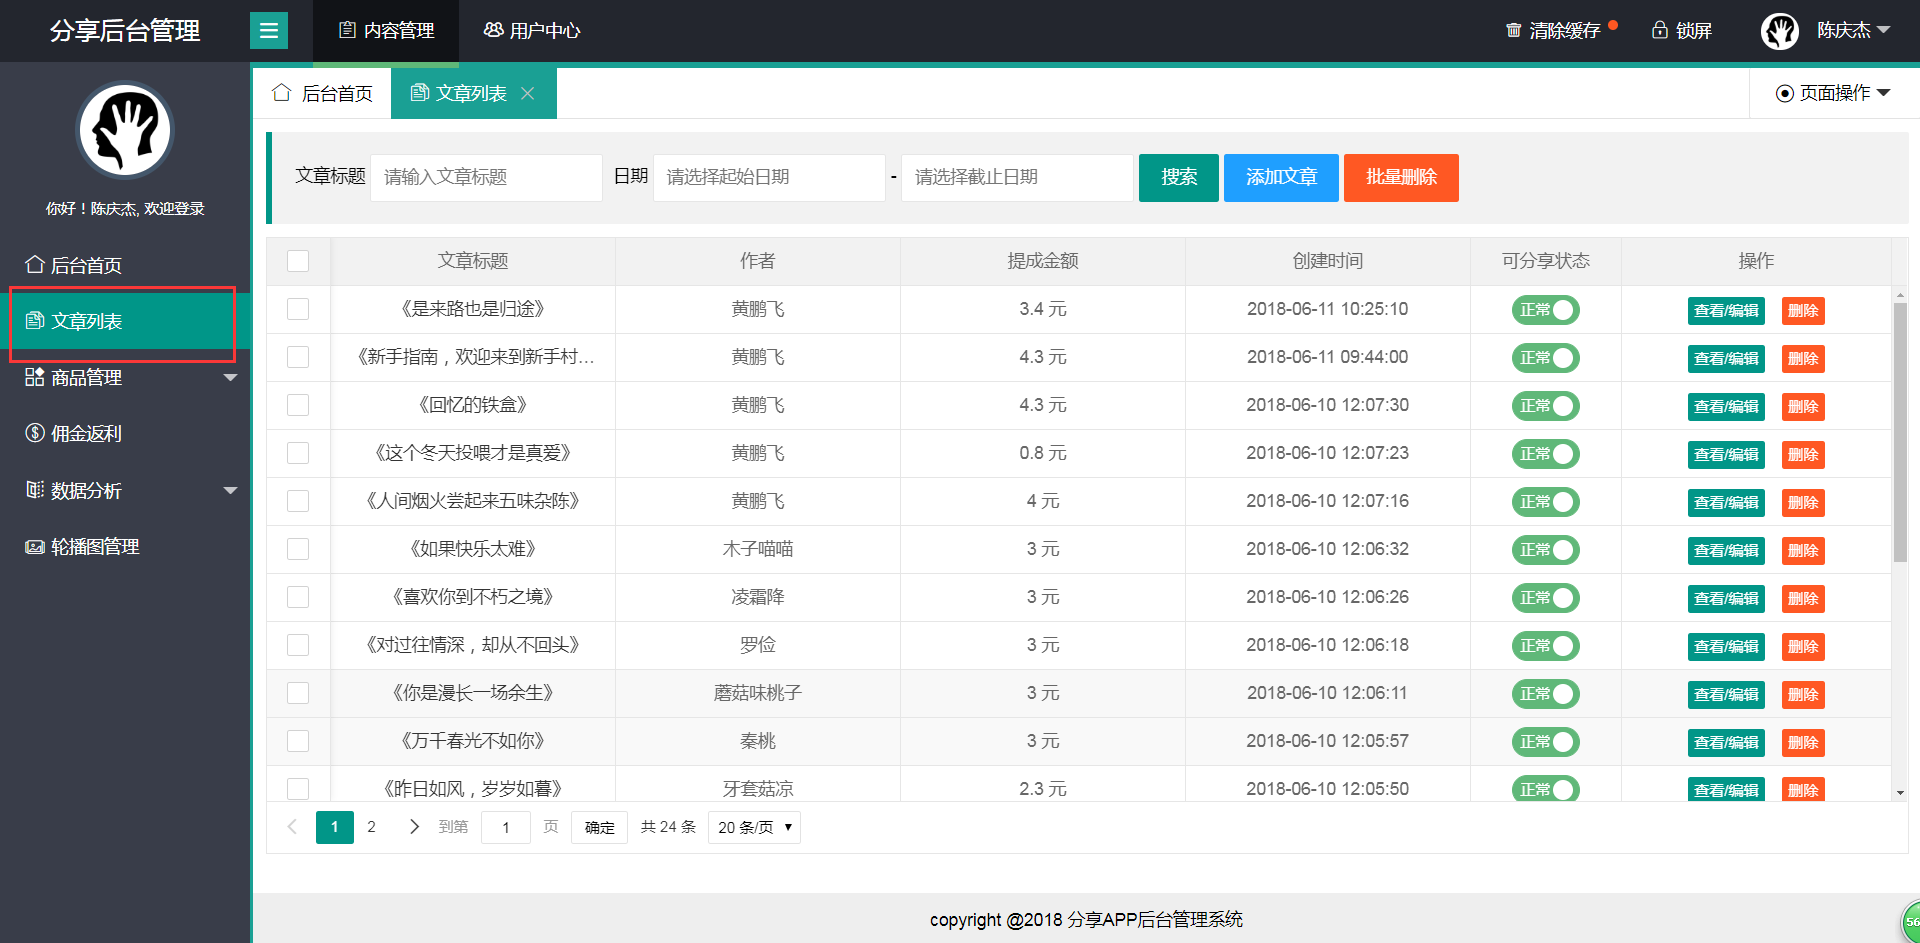 分享后台管理
内容管理
用户中心
清除缓存
锁屏
陈庆杰
你好！陈庆杰, 欢迎登录
后台首页
文章列表
商品管理
佣金返利
数据分析
轮播图管理
后台首页
文章列表
页面操作
文章标题 请输入文章标题 日期 请选择起始日期 - 请选择截止日期 搜索 添加文章 批量删除
文章标题 作者 提成金额 创建时间 可分享状态 操作
《是来路也是归途》 黄鹏飞 3.4 元 2018-06-11 10:25:10 正常 查看/编辑 删除
《新手指南，欢迎来到新手村... 黄鹏飞 4.3 元 2018-06-11 09:44:00 正常 查看/编辑 删除
《回忆的铁盒》 黄鹏飞 4.3 元 2018-06-10 12:07:30 正常 查看/编辑 删除
《这个冬天投喂才是真爱》 黄鹏飞 0.8 元 2018-06-10 12:07:23 正常 查看/编辑 删除
《人间烟火尝起来五味杂陈》 黄鹏飞 4 元 2018-06-10 12:07:16 正常 查看/编辑 删除
《如果快乐太难》 木子喵喵 3 元 2018-06-10 12:06:32 正常 查看/编辑 删除
《喜欢你到不朽之境》 凌霜降 3 元 2018-06-10 12:06:26 正常 查看/编辑 删除
《对过往情深，却从不回头》 罗俭 3 元 2018-06-10 12:06:18 正常 查看/编辑 删除
《你是漫长一场余生》 蘑菇味桃子 3 元 2018-06-10 12:06:11 正常 查看/编辑 删除
《万千春光不如你》 秦桃 3 元 2018-06-10 12:05:57 正常 查看/编辑 删除
《昨日如风，岁岁如暮》 牙套菇凉 2.3 元 2018-06-10 12:05:50 正常 查看/编辑 删除
1 2 到第 1 页 确定 共 24 条 20 条/页
copyright @2018 分享APP后台管理系统
56